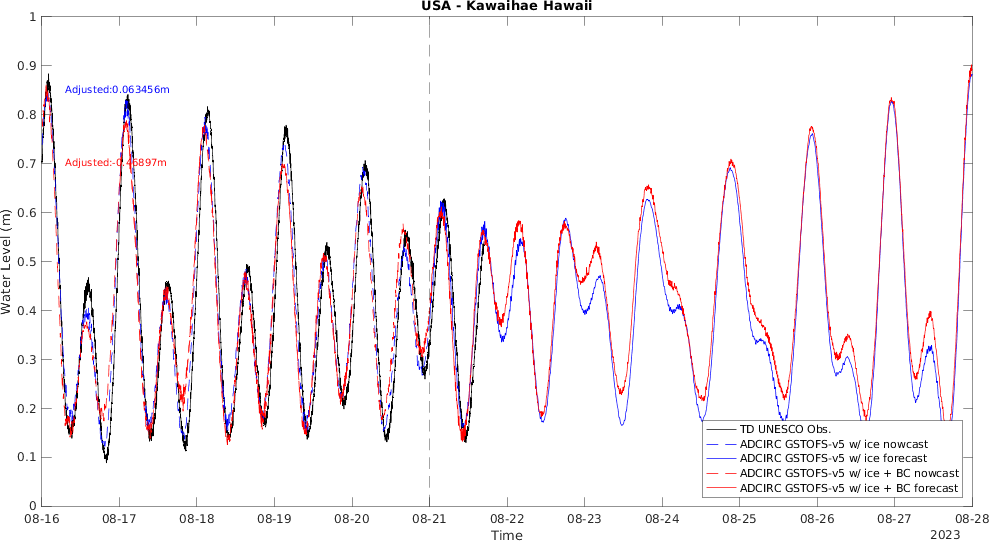 USA - Kawaihae Hawaii
1
0.9
0.8
0.7
0.6
0.5
0.4
0.3
0.2
0.1
0
Water Level (m)
Adjusted:0.063456m
Adjusted:-0.46897m
TD UNESCO Obs.
ADCIRC GSTOFS-v5 w/ ice nowcast
ADCIRC GSTOFS-v5 w/ ice forecast
ADCIRC GSTOFS-v5 w/ ice + BC nowcast
ADCIRC GSTOFS-v5 w/ ice + BC forecast
08-16 08-17 08-18 08-19 08-20 08-21 08-22 08-23 08-24 08-25 08-26 08-27 08-28
Time
2023